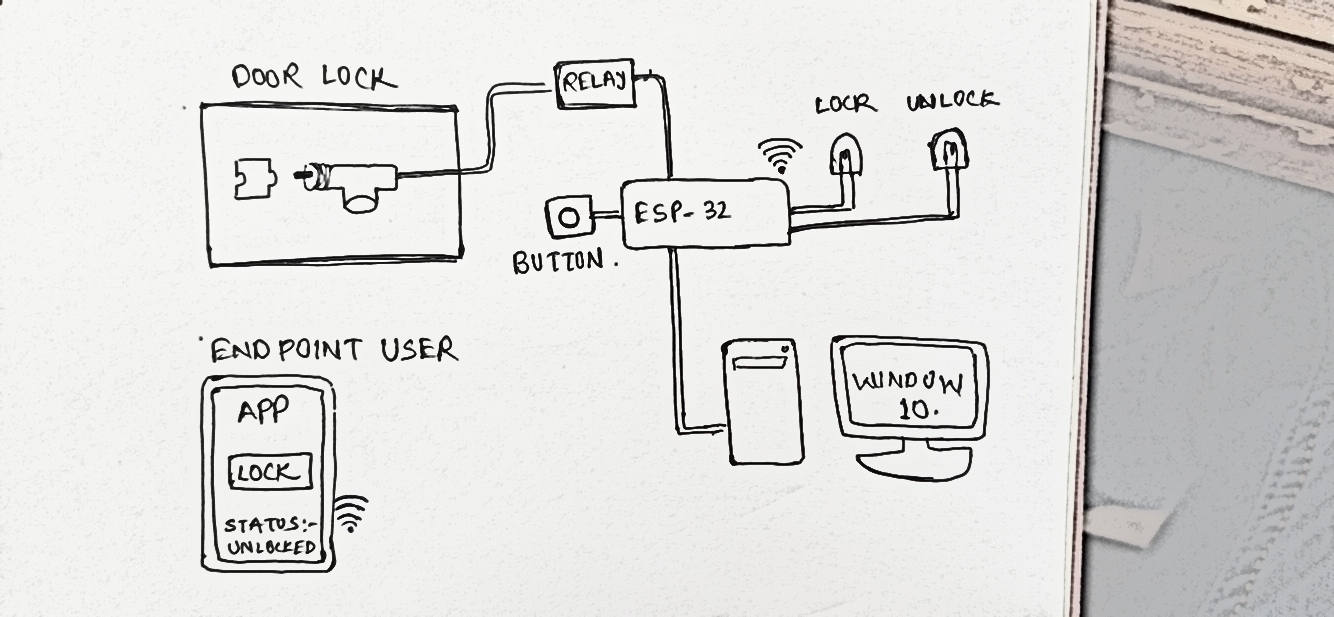 DOOR LOCK
RELAY
LOCK UNLOCK
ESP-32
BUTTON.
ENDPOINT USER
APP
LOCK
STATUS:-
UNLOCKED
WINDOW
10.